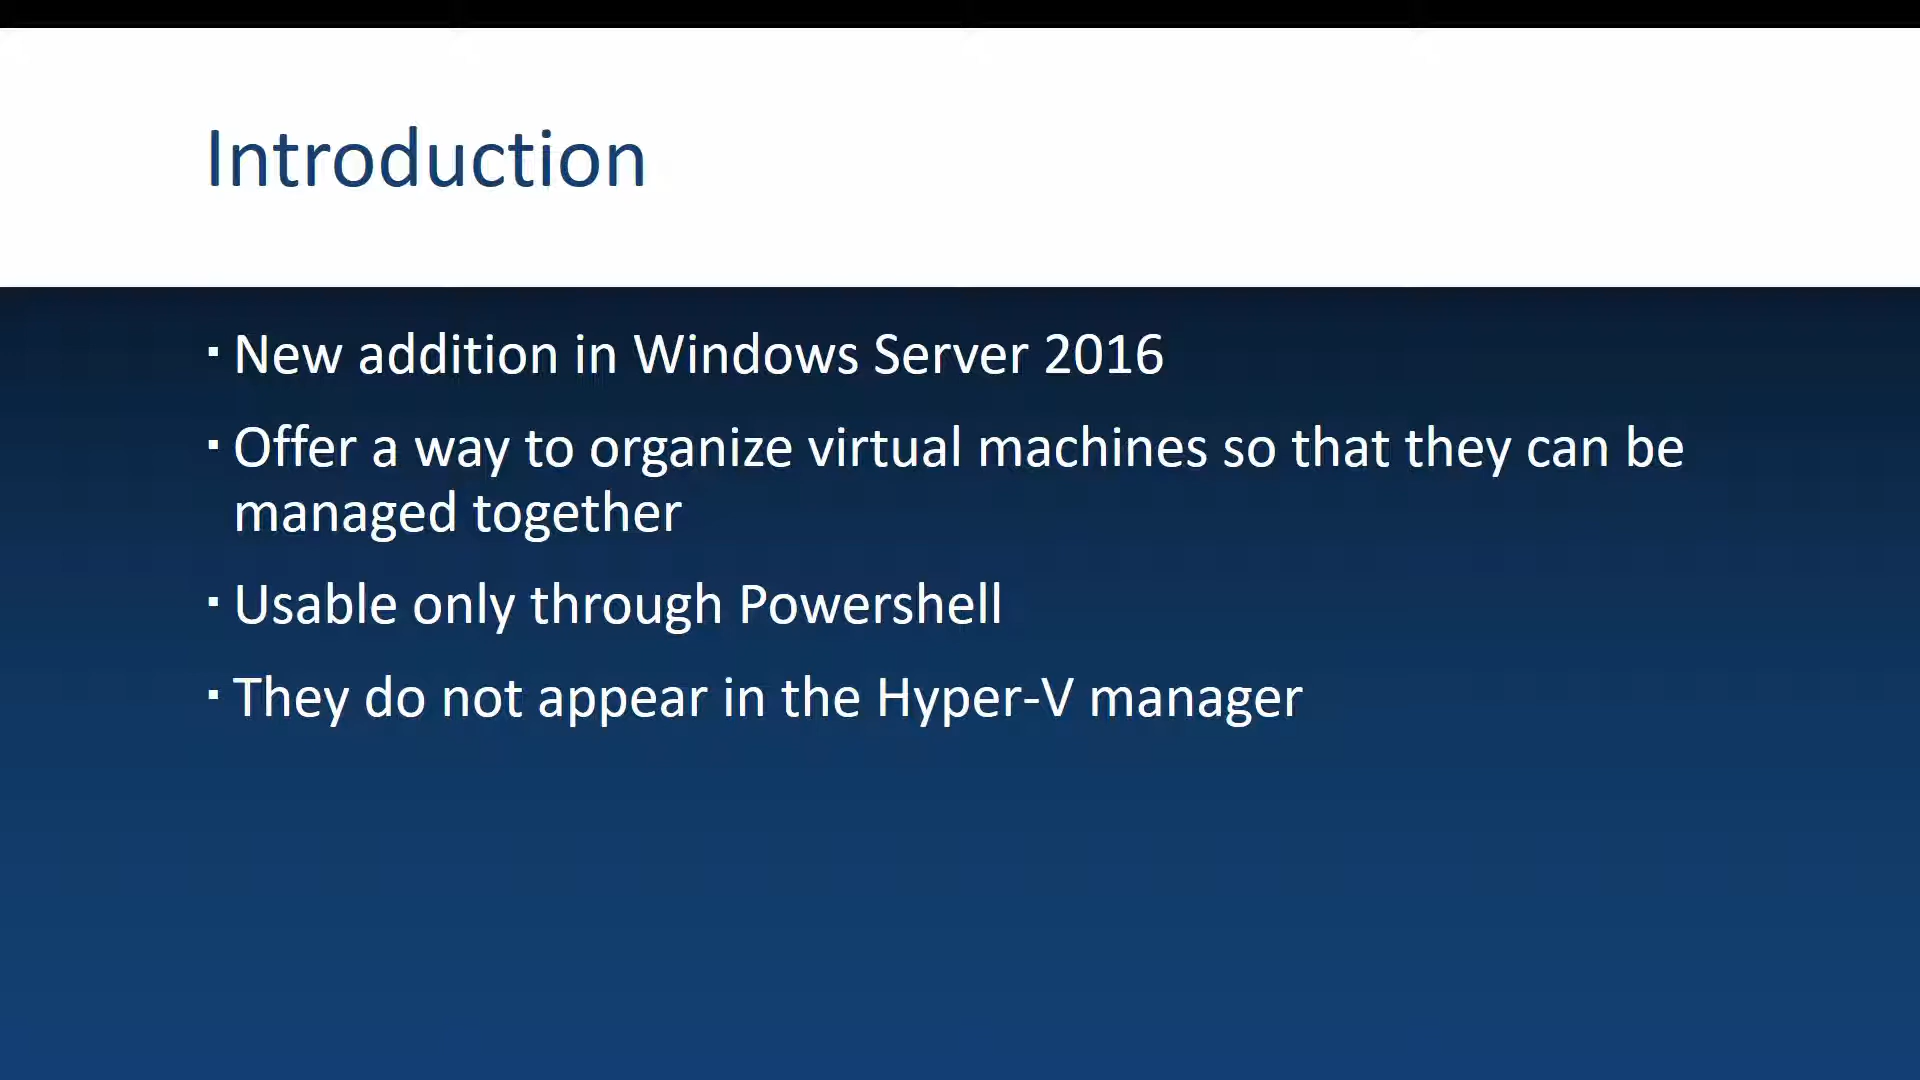 Introduction
▪ New addition in Windows Server 2016
▪ Offer a way to organize virtual machines so that they can be
managed together
▪ Usable only through Powershell
▪ They do not appear in the Hyper-V manager